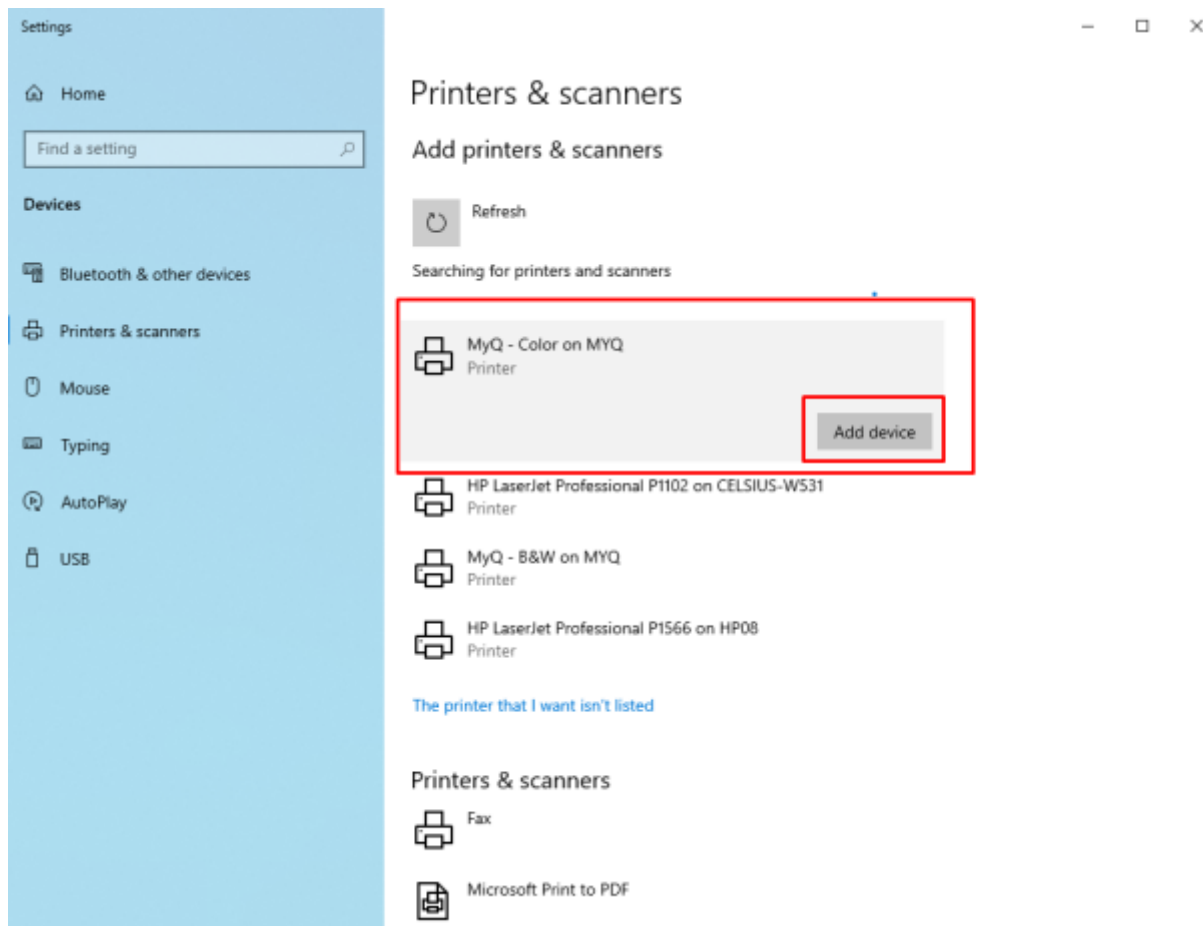 Settings
Home
Find a setting
Devices
Bluetooth & other devices
Printers & scanners
Mouse
Typing
AutoPlay
USB
Printers & scanners
Add printers & scanners
Refresh
Searching for printers and scanners
MyQ - Color on MYQ
Printer
Add device
HP LaserJet Professional P1102 on CELSIUS-W531
Printer
MyQ - B&W on MYQ
Printer
HP LaserJet Professional P1566 on HP08
Printer
The printer that I want isn't listed
Printers & scanners
Fax
Microsoft Print to PDF